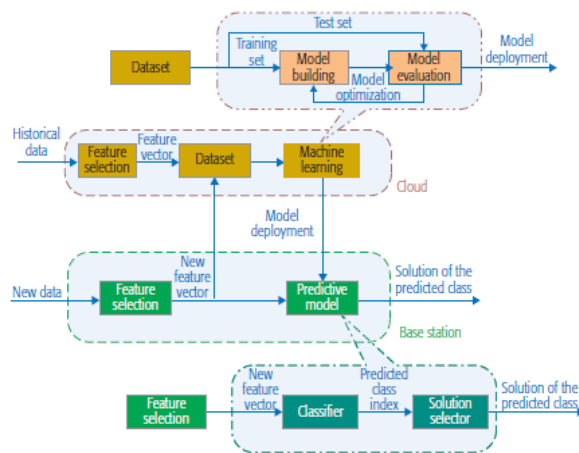 Test set
Training
set
Dataset
Model
building
Model
evaluation
Model
deployment
Model
optimization
Historical
data
Feature
selection
Feature
vector
Dataset
Machine
learning
Cloud
Model
deployment
New data
Feature
selection
New
feature
vector
Predictive
model
Solution of the
predicted class
Base station
Feature
selection
New
feature
vector
Classifier
Predicted
class
index
Solution
selector
Solution of the
predicted class